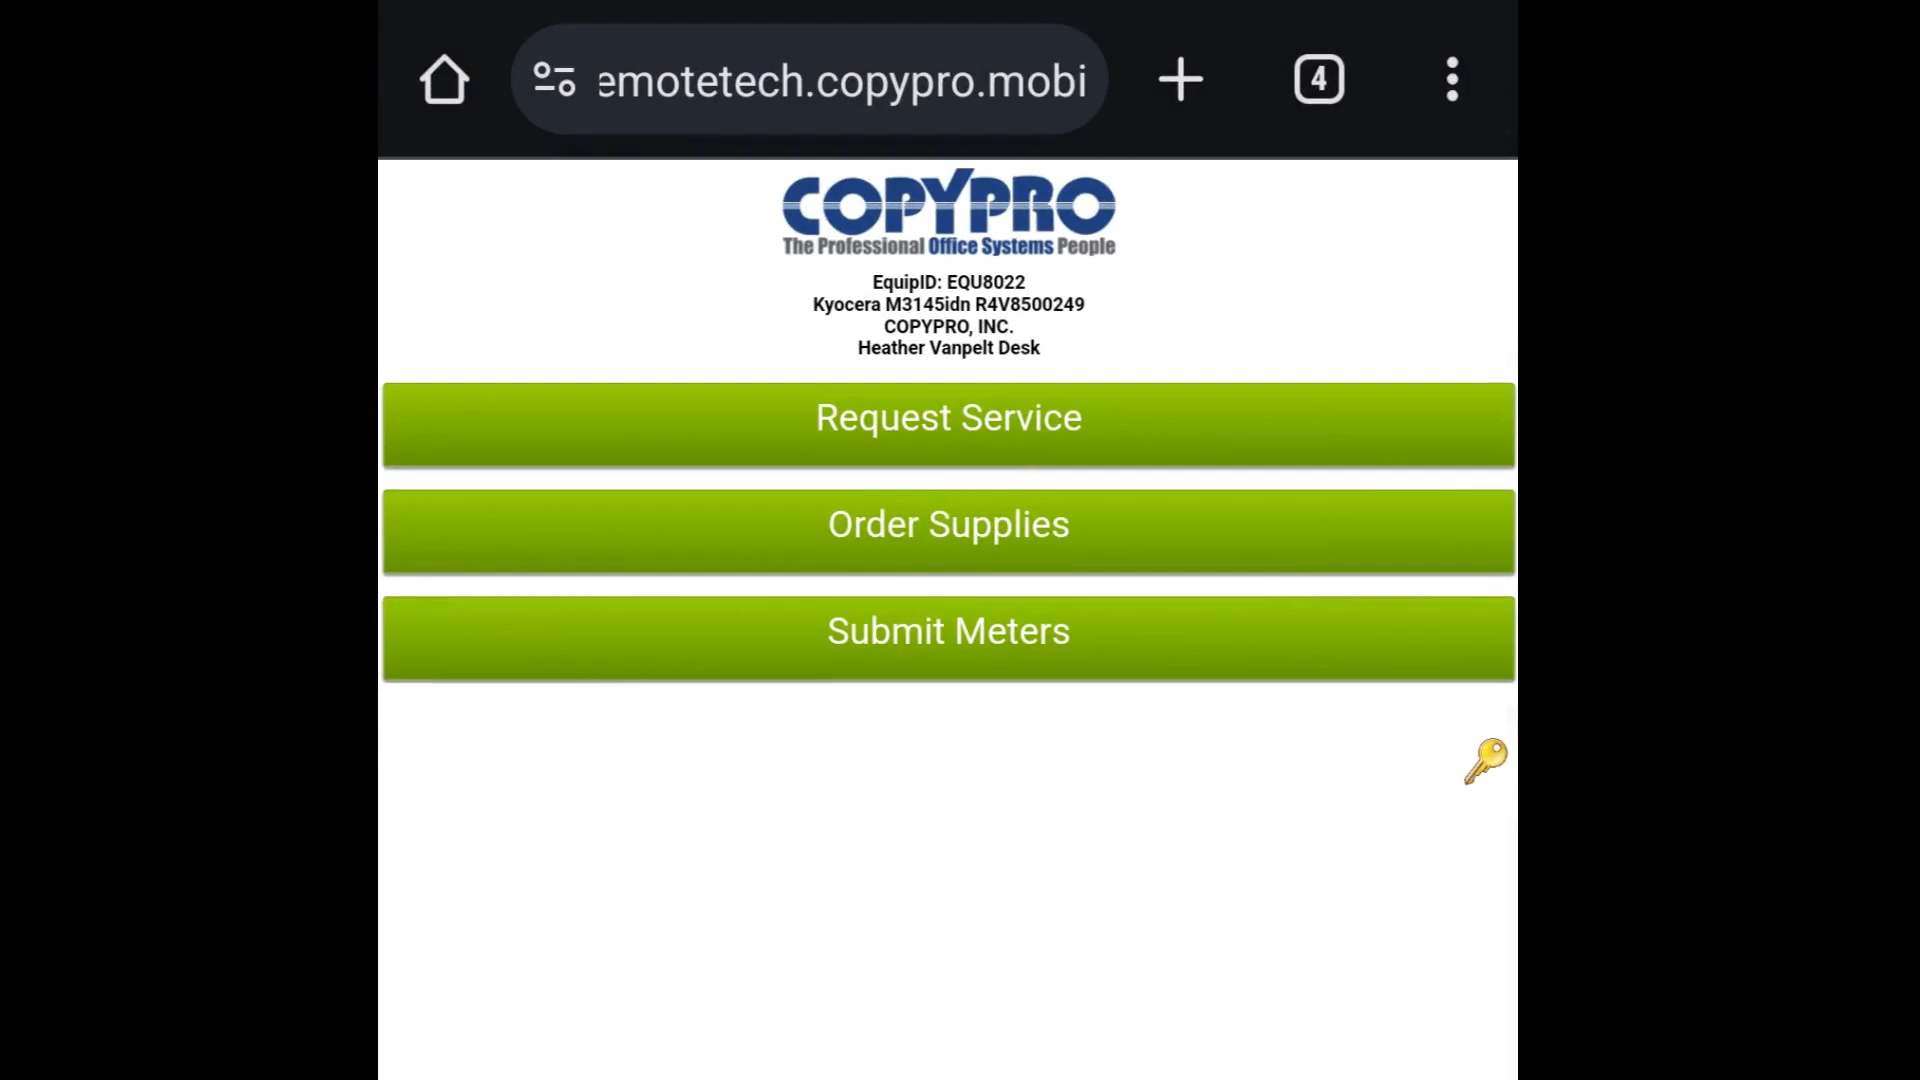 emotetech.copypro.mobi
4
COPYPRO
The Professional Office Systems People
EquipID: EQU8022
Kyocera M3145idn R4V8500249
COPYPRO, INC.
Heather Vanpelt Desk
Request Service
Order Supplies
Submit Meters